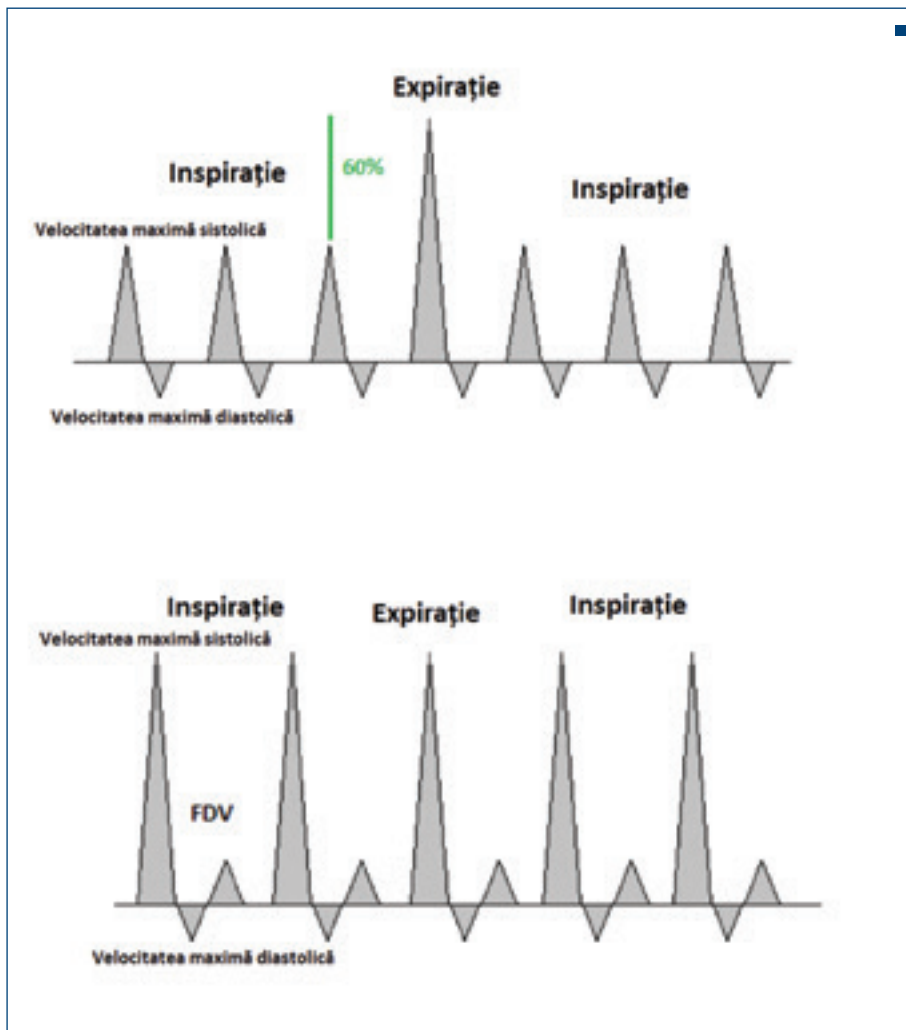 Expirație
Inspirație
60%
Inspirație
Velocitatea maximă sistolică
Velocitatea maximă diastolică
Inspirație
Expirație
Inspirație
Velocitatea maximă sistolică
FDV
Velocitatea maximă diastolică